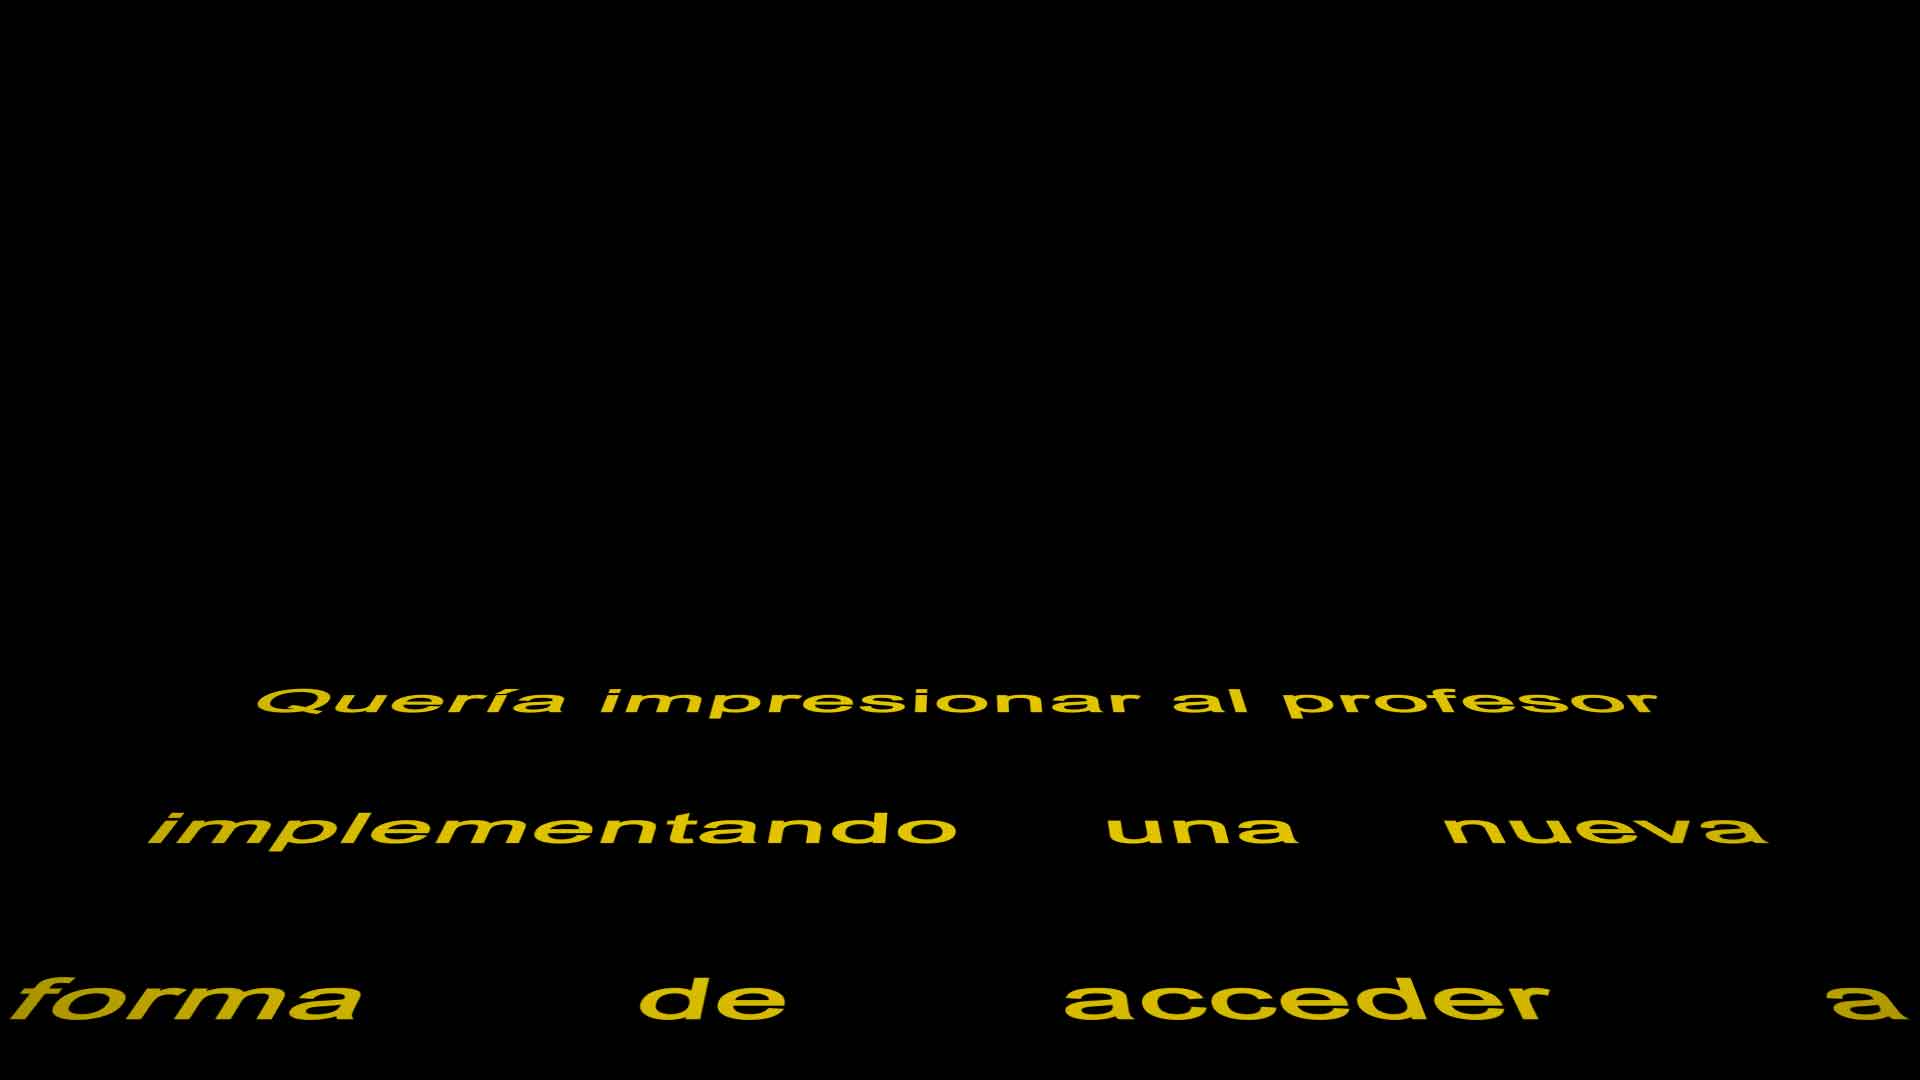 Quería impresionar al profesor
implementando una nueva
forma de acceder a